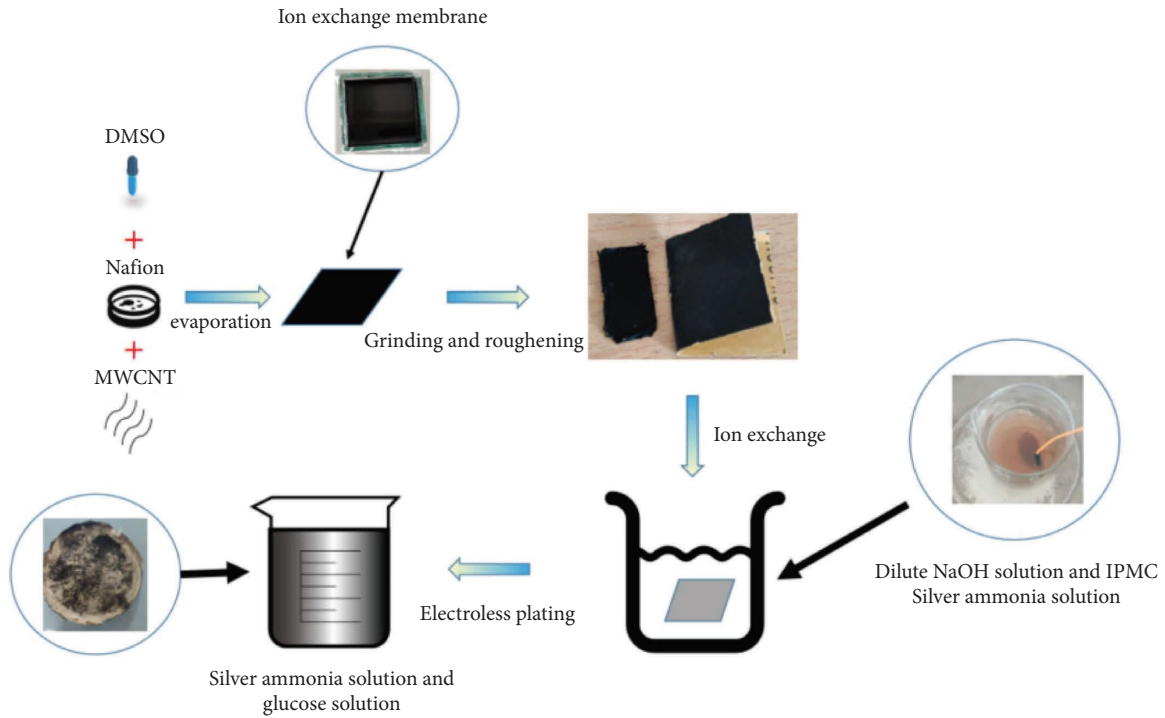 Ion exchange membrane
DMSO
+
Nafion
+
MWCNT
evaporation
Grinding and roughening
Ion exchange
Dilute NaOH solution and IPMC
Silver ammonia solution
Electroless plating
Silver ammonia solution and
glucose solution